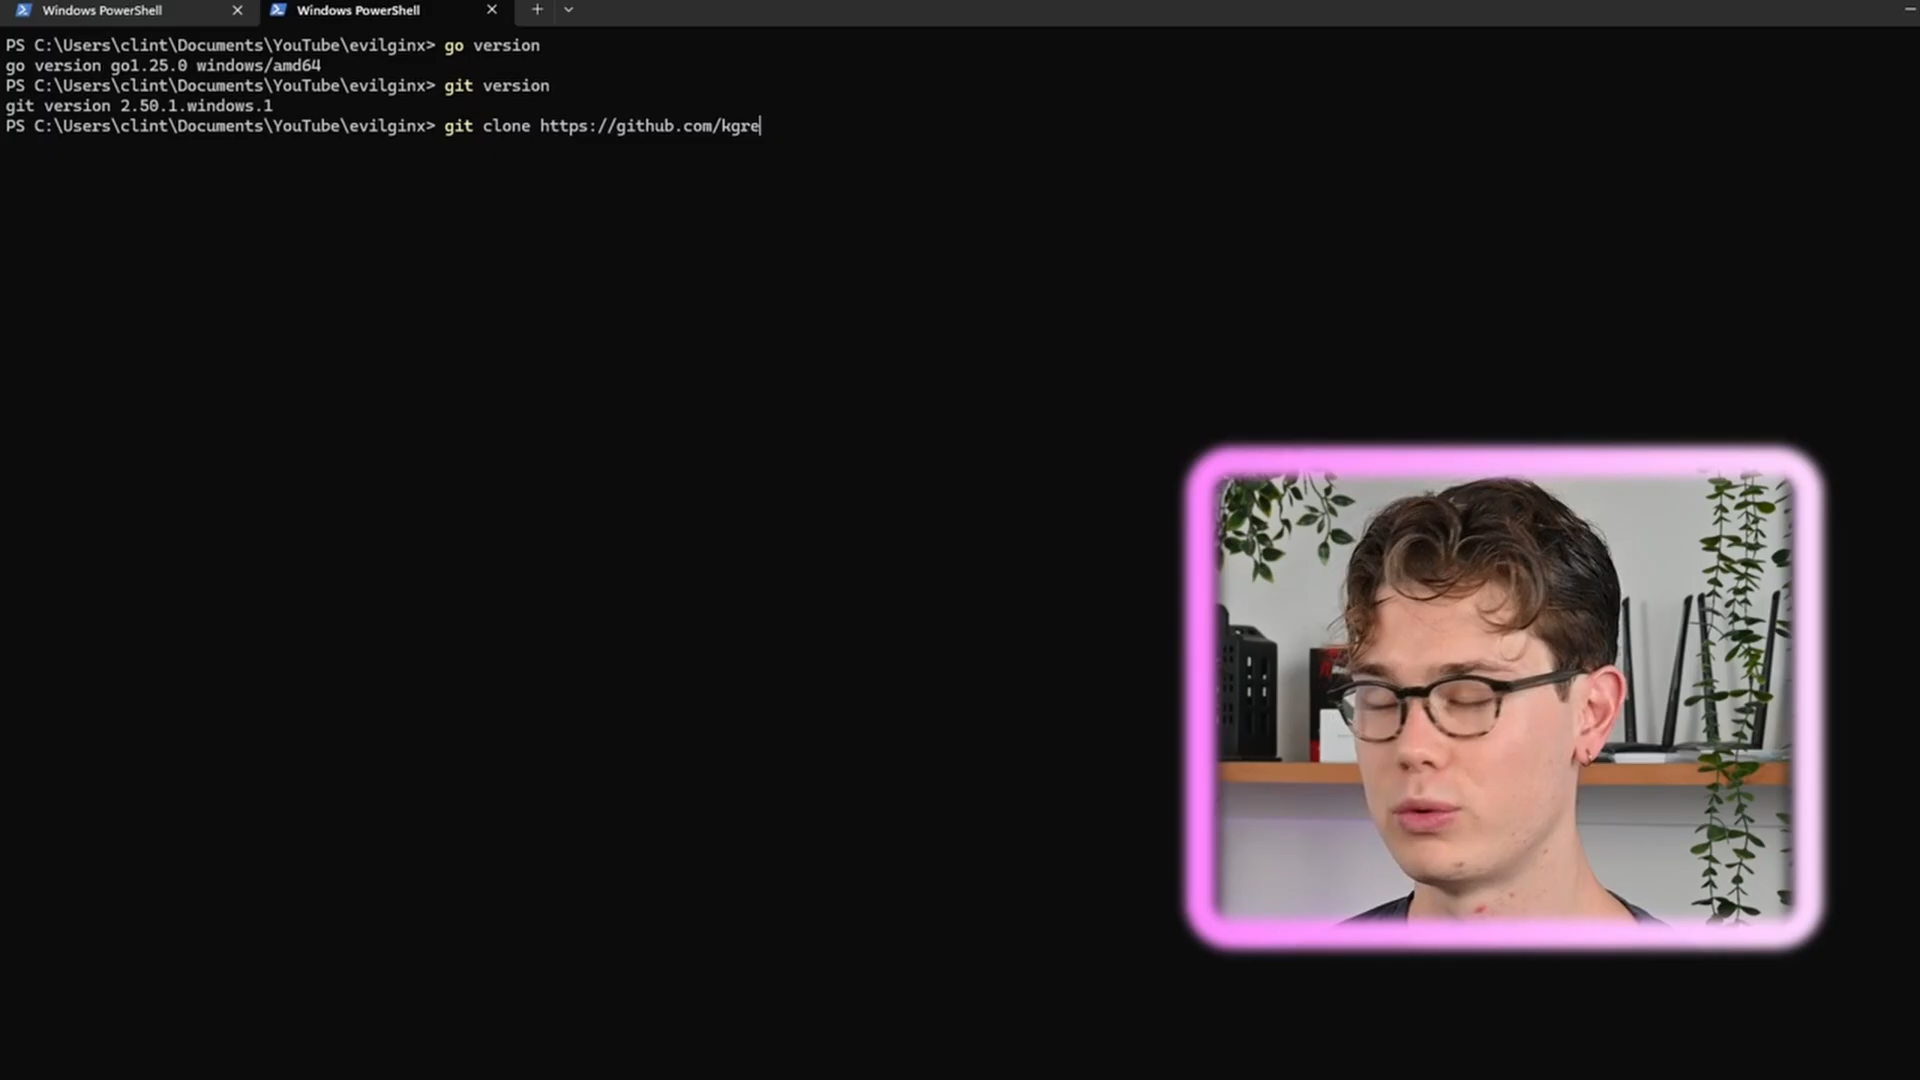 Windows PowerShell
Windows PowerShell
PS C:\Users\clint\Documents\YouTube\evilginx> go version
go version go1.25.0 windows/amd64
PS C:\Users\clint\Documents\YouTube\evilginx> git version
git version 2.50.1.windows.1
PS C:\Users\clint\Documents\YouTube\evilginx> git clone https://github.com/kgre